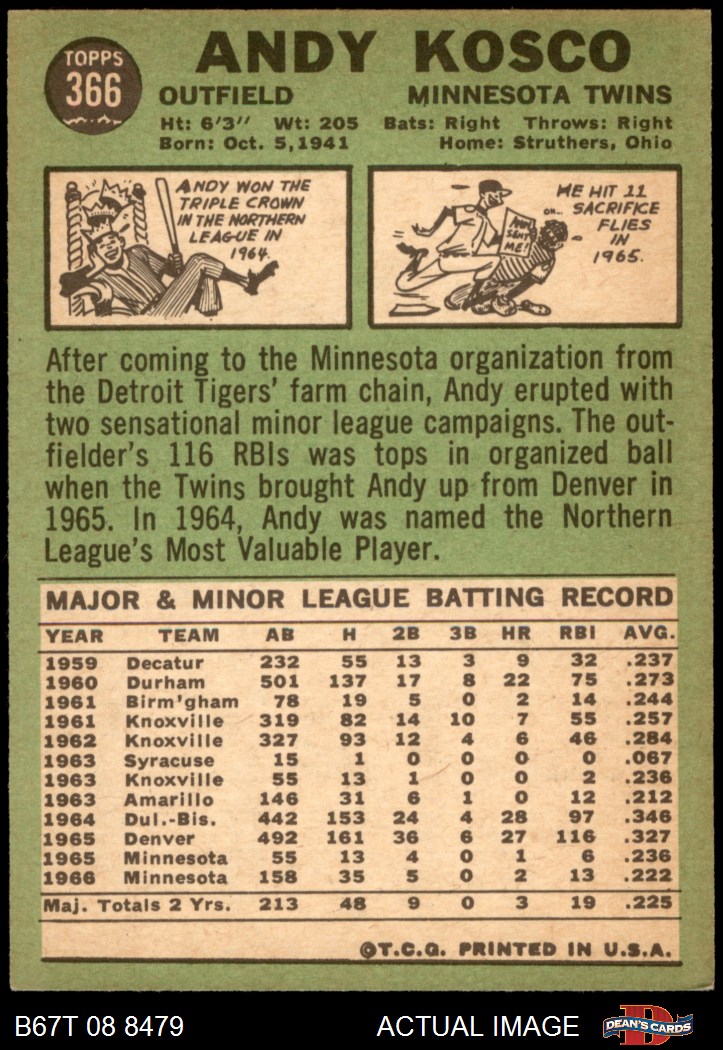 TOPPS
366
ANDY KOSCO
OUTFIELD MINNESOTA TWINS
Ht: 6'3" Wt: 205 Bats: Right Throws: Right
Born: Oct. 5, 1941 Home: Struthers, Ohio
ANDY WON THE
TRIPLE CROWN
IN THE NORTHERN
LEAGUE IN
1964.
HE HIT 11
SACRIFICE
FLIES
IN
1965.
OH...
ANDY
SENT
ME!
After coming to the Minnesota organization from
the Detroit Tigers' farm chain, Andy erupted with
two sensational minor league campaigns. The out-
fielder's 116 RBIs was tops in organized ball
when the Twins brought Andy up from Denver in
1965. In 1964, Andy was named the Northern
League's Most Valuable Player.
MAJOR & MINOR LEAGUE BATTING RECORD
YEAR TEAM AB H 2B 3B HR RBI AVG.
1959 Decatur 232 55 13 3 9 32 .237
1960 Durham 501 137 17 8 22 75 .273
1961 Birm'gham 78 19 5 0 2 14 .244
1961 Knoxville 319 82 14 10 7 55 .257
1962 Knoxville 327 93 12 4 6 46 .284
1963 Syracuse 15 1 0 0 0 0 .067
1963 Knoxville 55 13 1 0 0 2 .236
1963 Amarillo 146 31 6 1 0 12 .212
1964 Dul.-Bis. 442 153 24 4 28 97 .346
1965 Denver 492 161 36 6 27 116 .327
1965 Minnesota 55 13 4 0 1 6 .236
1966 Minnesota 158 35 5 0 2 13 .222
Maj. Totals 2 Yrs. 213 48 9 0 3 19 .225
©T.C.G. PRINTED IN U.S.A.
B67T 08 8479 ACTUAL IMAGE
D
DEAN'S CARDS